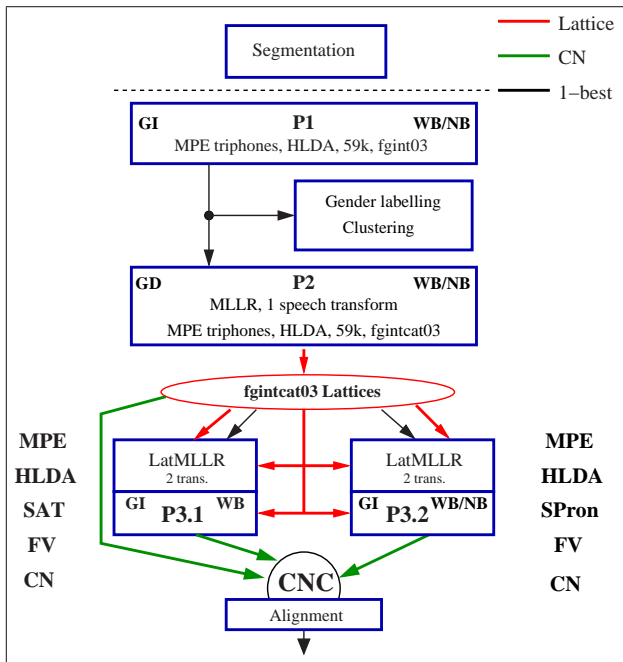 Segmentation
Lattice
CN
1−best
GI P1 WB/NB
MPE triphones, HLDA, 59k, fgint03
Gender labelling
Clustering
GD P2 WB/NB
MLLR, 1 speech transform
MPE triphones, HLDA, 59k, fgintcat03
fgintcat03 Lattices
MPE
HLDA
SAT
FV
CN
LatMLLR
2 trans.
GI P3.1 WB
LatMLLR
2 trans.
GI P3.2 WB/NB
MPE
HLDA
SPron
FV
CN
CNC
Alignment